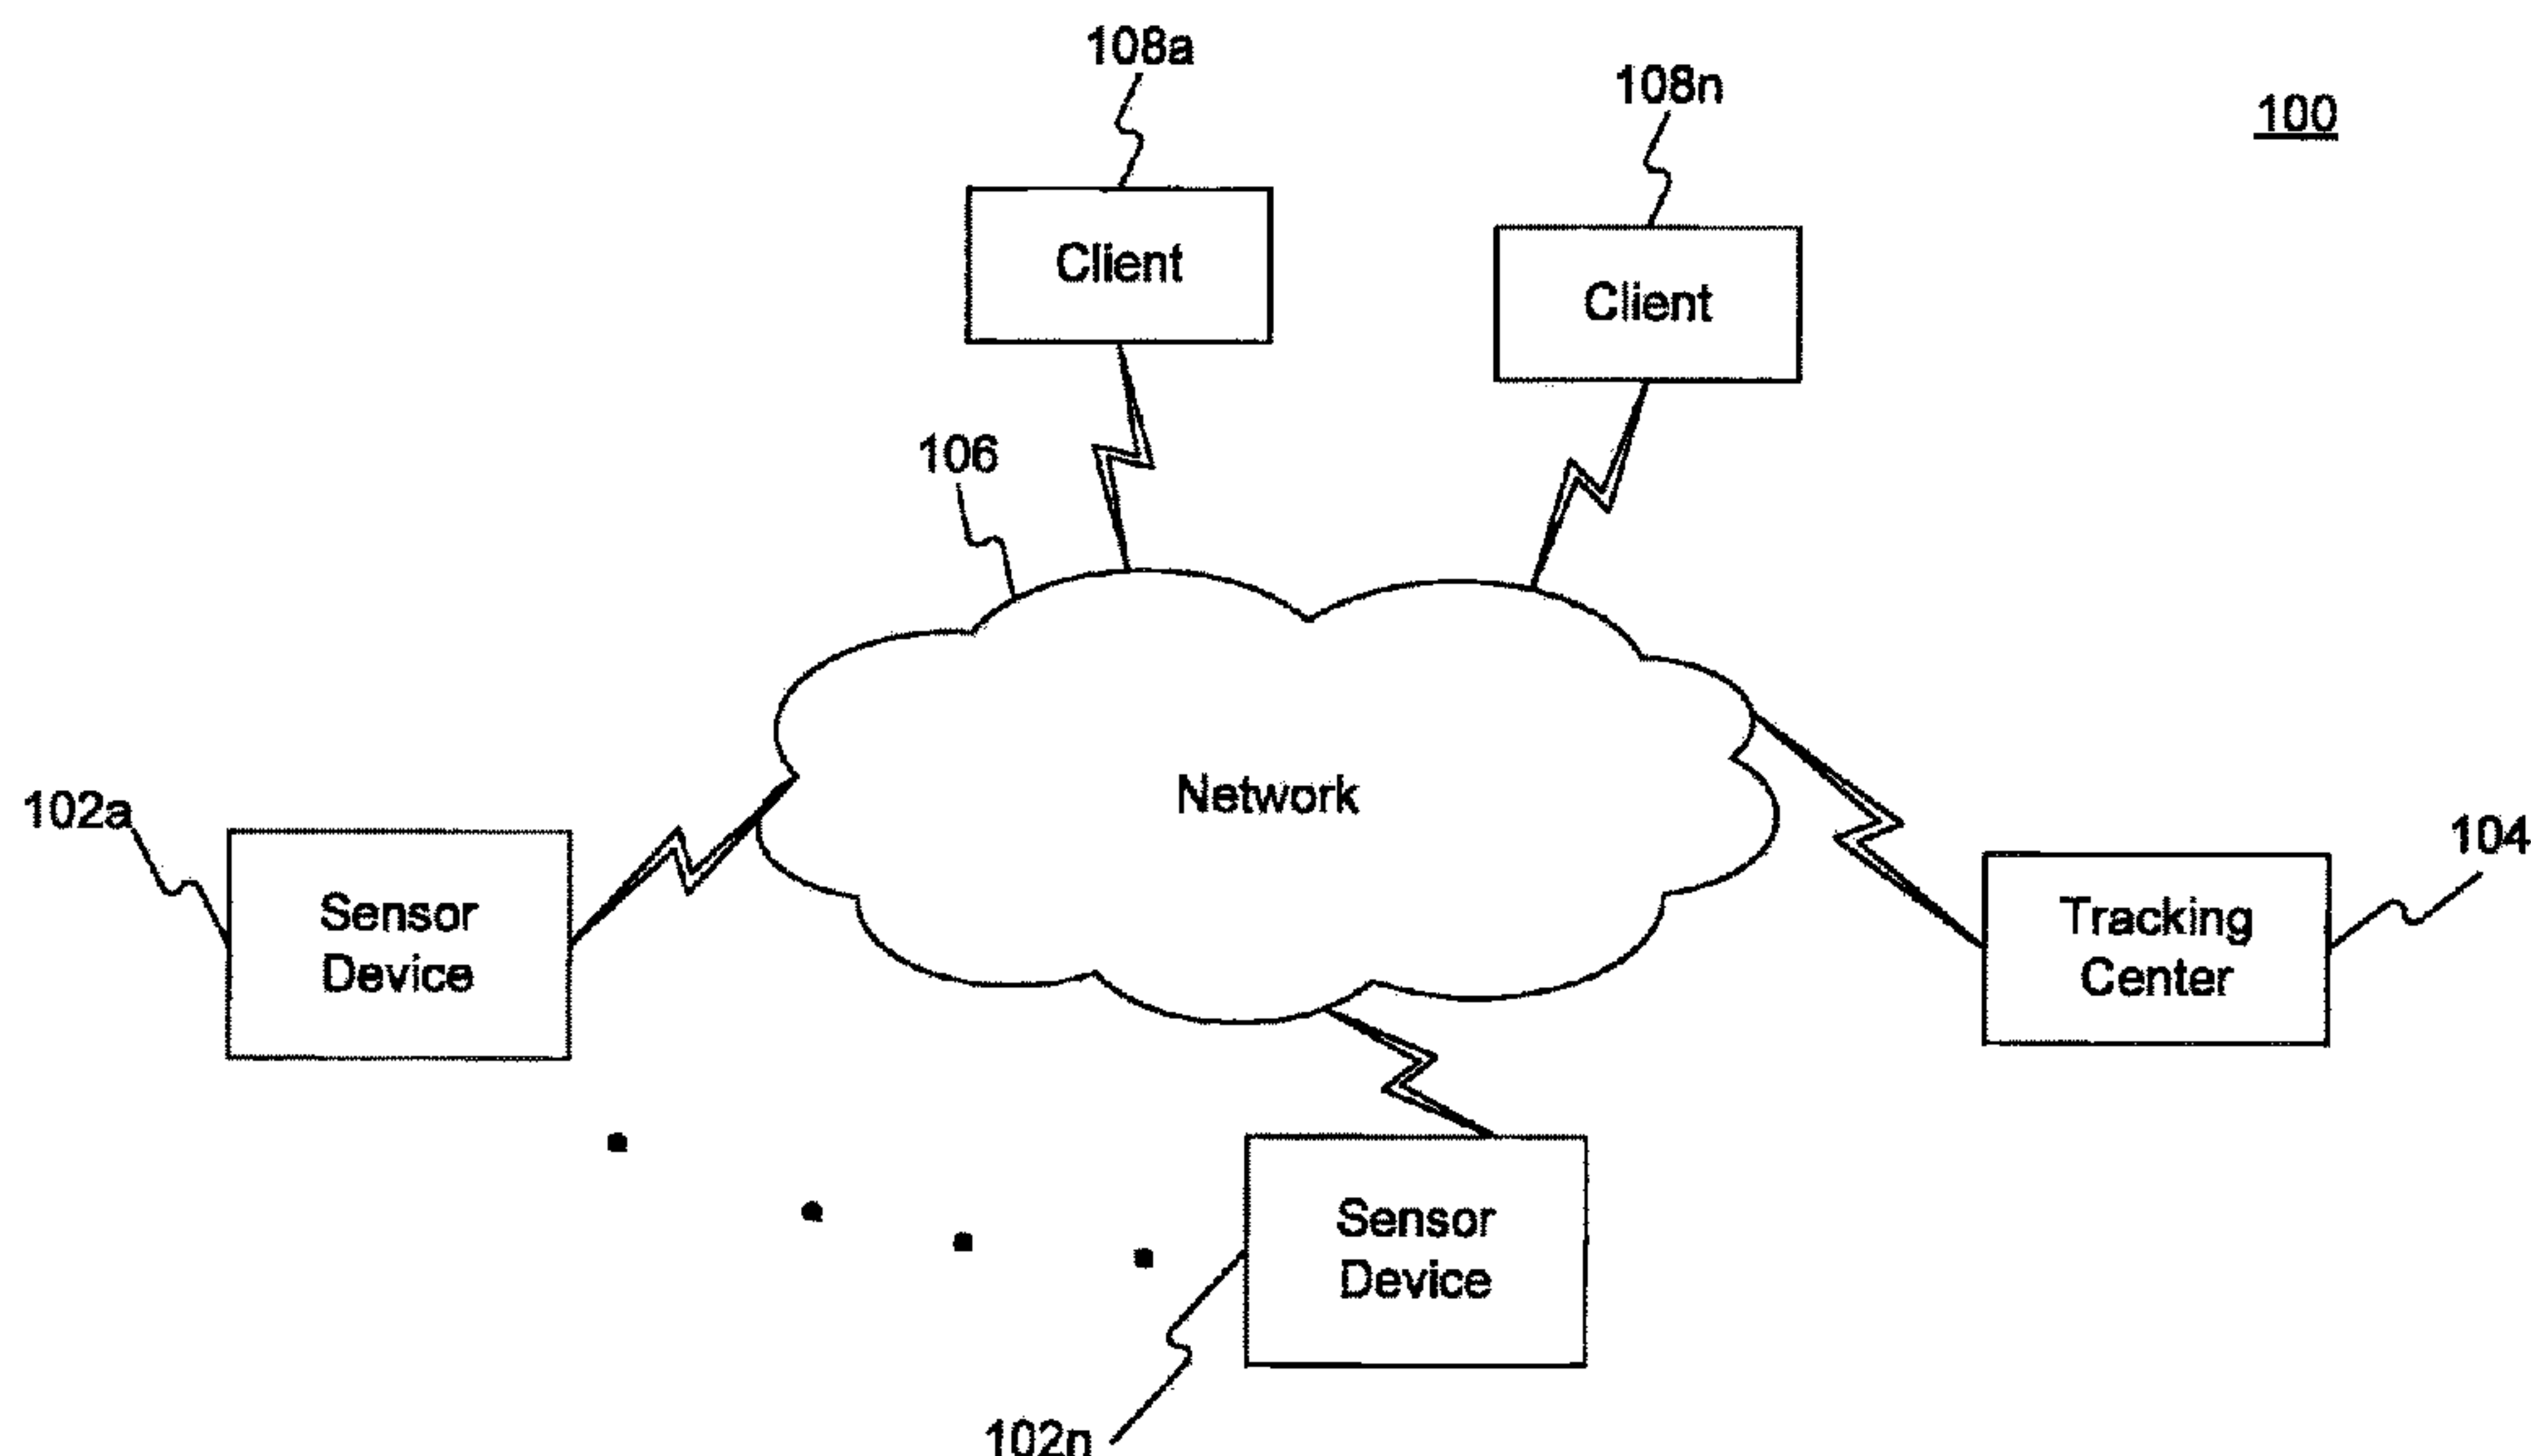 108a
108n
100
Client
Client
106
Network
102a
104
Sensor
Device
Tracking
Center
Sensor
Device
102n